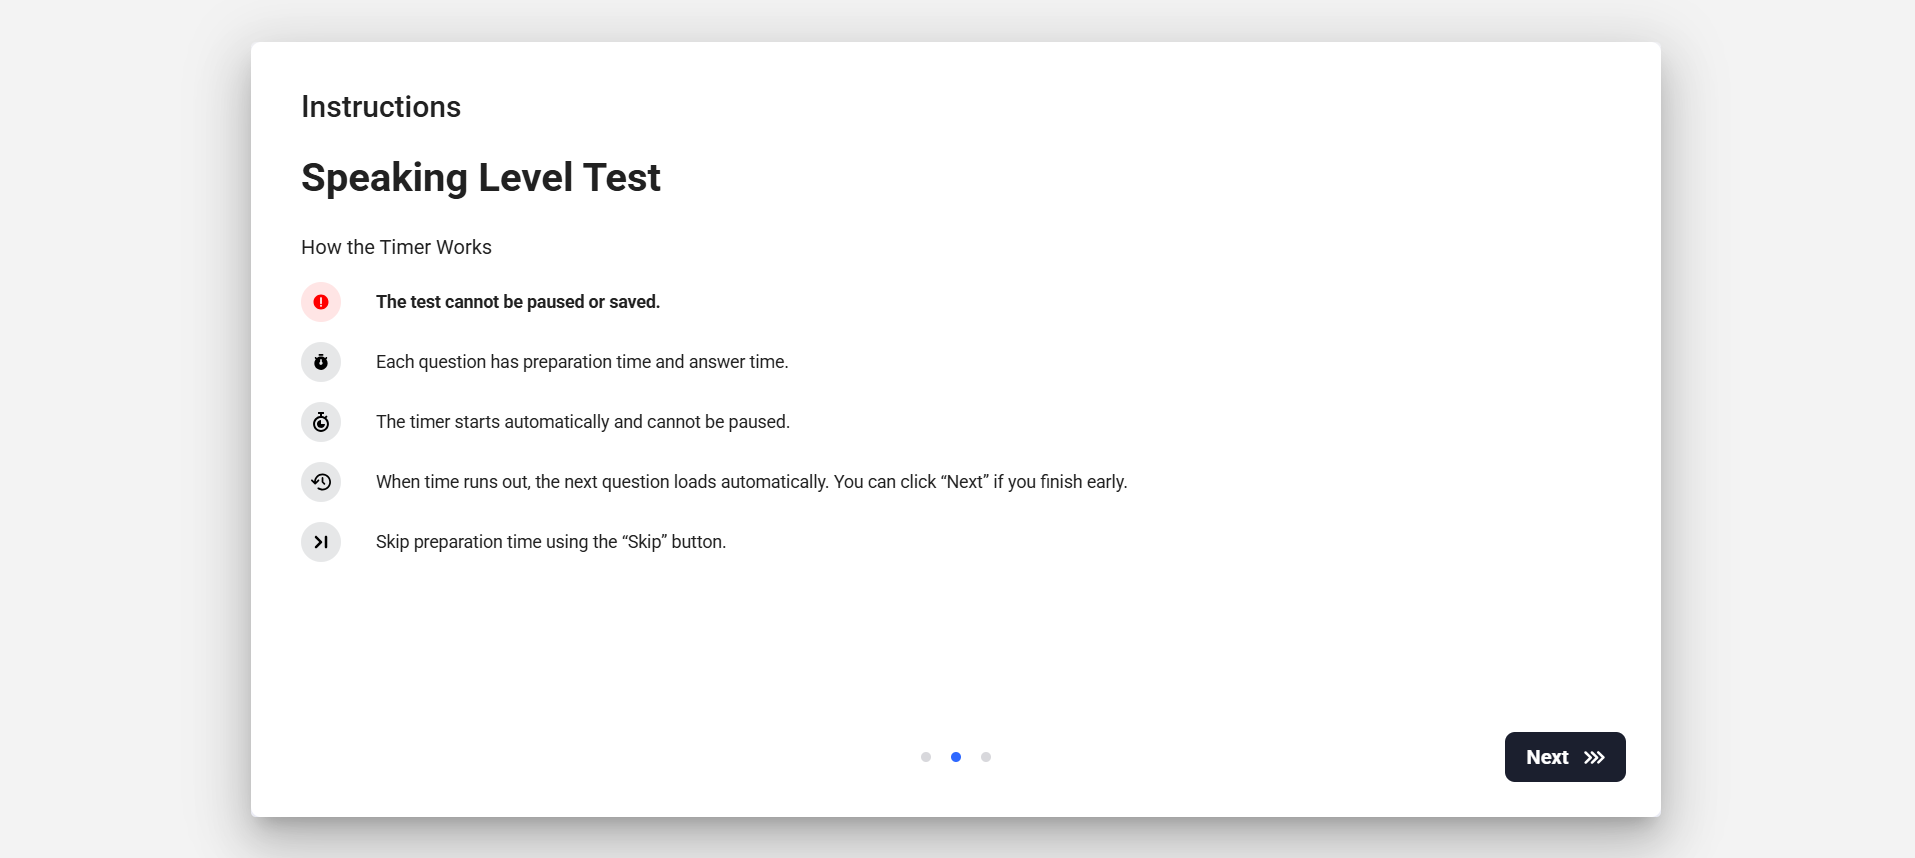 Instructions
Speaking Level Test
How the Timer Works
The test cannot be paused or saved.
Each question has preparation time and answer time.
The timer starts automatically and cannot be paused.
When time runs out, the next question loads automatically. You can click “Next” if you finish early.
Skip preparation time using the “Skip” button.
Next